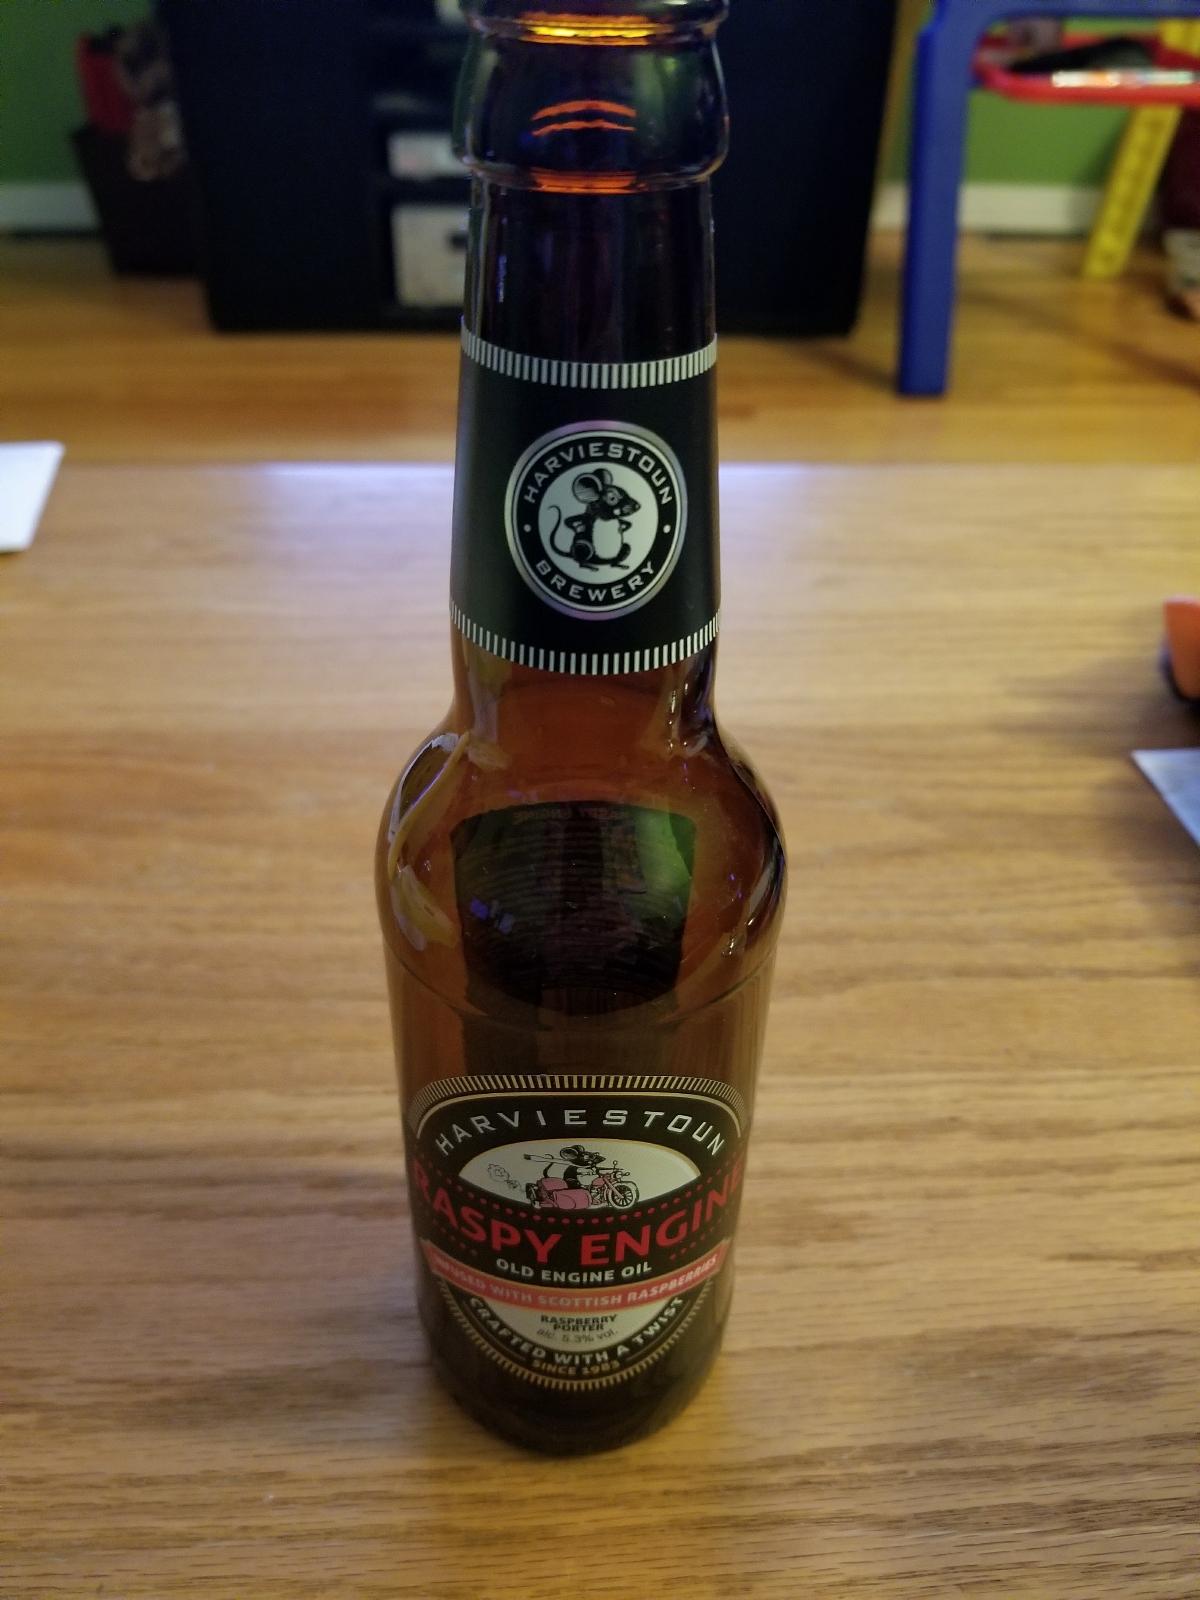 HARVIESTOUN
BREWERY
HARVIESTOUN
RASPY ENGINE
OLD ENGINE OIL
INFUSED WITH SCOTTISH RASPBERRIES
RASPBERRY
PORTER
alc. 5.3% vol.
CRAFTED WITH A TWIST
SINCE 1983